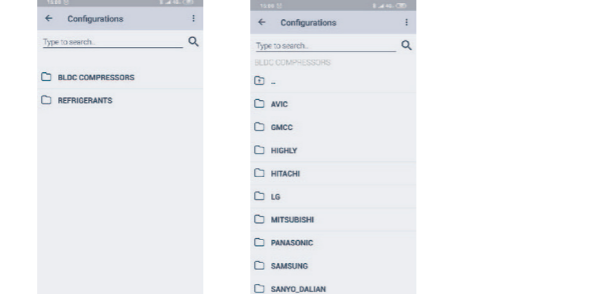 Configurations
Type to search..
BLDC COMPRESSORS
REFRIGERANTS
Configurations
Type to search..
BLDC COMPRESSORS
..
AVIC
GMCC
HIGHLY
HITACHI
LG
MITSUBISHI
PANASONIC
SAMSUNG
SANYO_DALIAN